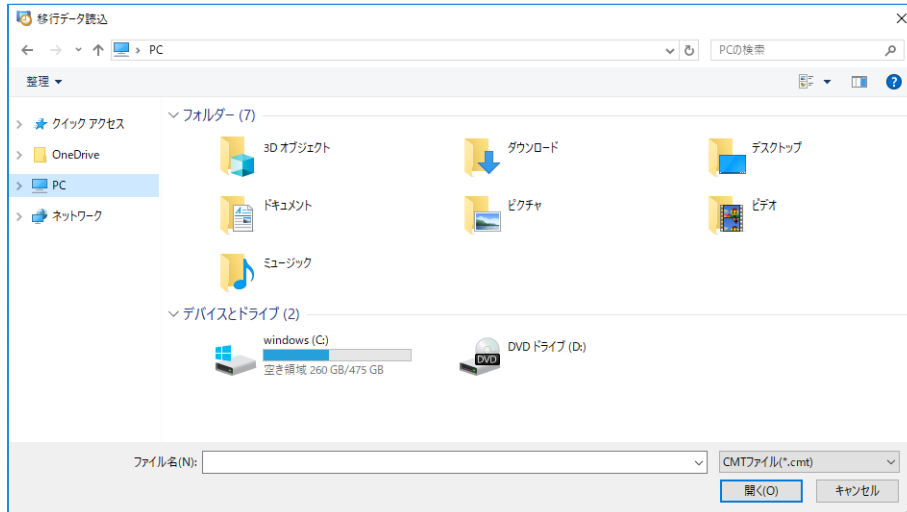 移行データ読込
PC
PCの検索
整理
クイック アクセス
OneDrive
PC
ネットワーク
フォルダー (7)
3D オブジェクト
ダウンロード
デスクトップ
ドキュメント
ピクチャ
ビデオ
ミュージック
デバイスとドライブ (2)
windows (C:)
空き領域 260 GB/475 GB
DVD ドライブ (D:)
DVD
ファイル名(N):
CMTファイル(*.cmt)
開く(O)
キャンセル